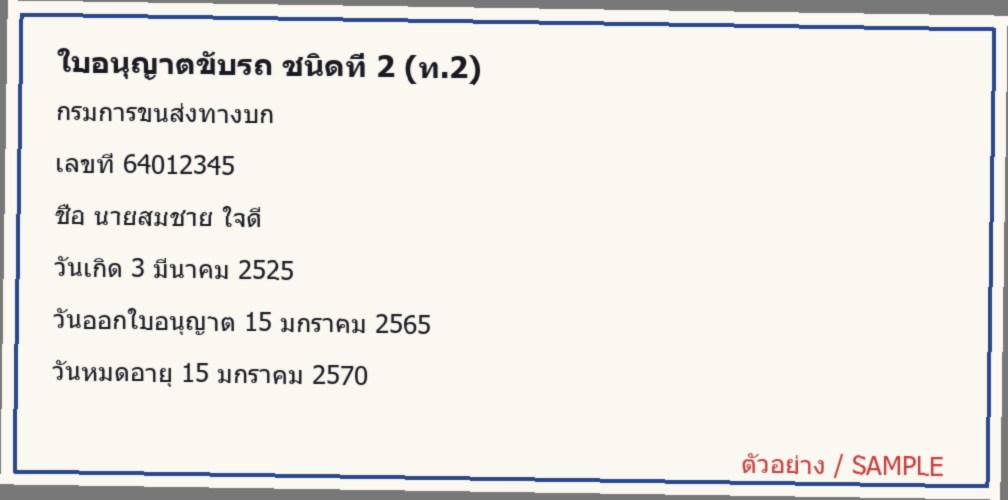 ใบอนุญาตขับรถ ชนิดที่ 2 (ท.2)
กรมการขนส่งทางบก
เลขที่ 64012345
ชื่อ นายสมชาย ใจดี
วันเกิด 3 มีนาคม 2525
วันออกใบอนุญาต 15 มกราคม 2565
วันหมดอายุ 15 มกราคม 2570
ตัวอย่าง / SAMPLE